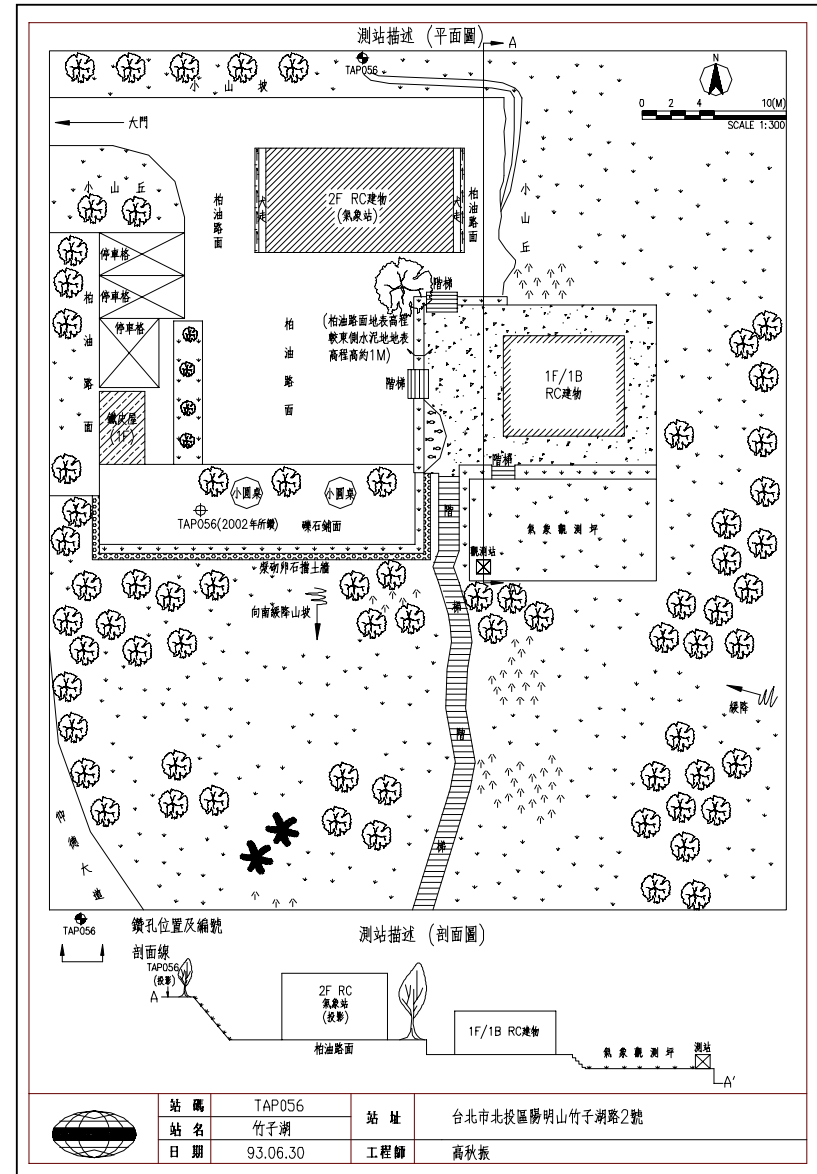 測站描述 (平面圖)
A
TAP056
小山坡
N
0 2 4 10(M)
SCALE 1:300
大門
小山丘
柏油路面
犬走
2F RC建物
(氣象站)
犬走
柏油路面
小山丘
停車格
停車格
停車格
柏油路面
鐵皮屋
(1F)
柏油路面
(柏油路面地表高程
較東側水泥地地表
高程高約1M)
階梯
階梯
1F/1B
RC建物
階梯
小圓桌
小圓桌
TAP056(2002年所鑽)
礫石鋪面
漿砌卵石擋土牆
向南緩降山坡
氣象觀測坪
觀測站
階梯
階梯
緩降
仰德大道
TAP056
鑽孔位置及編號
剖面線
測站描述 (剖面圖)
TAP056
(投影)
A
2F RC
氣象站
(投影)
柏油路面
1F/1B RC建物
氣象觀測坪
測站
A'
站碼 TAP056
站名 竹子湖
日期 93.06.30
站址 台北市北投區陽明山竹子湖路2號
工程師 高秋振